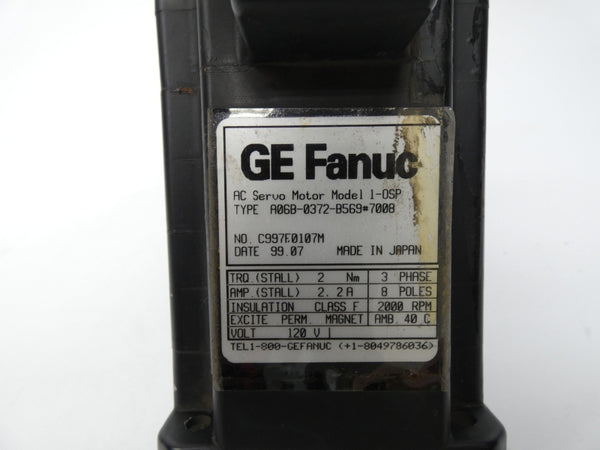 GE Fanuc
AC Servo Motor Model 1-OSP
TYPE A06B-0372-B569#7008
NO. C997F0107M
DATE 99.07 MADE IN JAPAN
TRQ.(STALL) 2 Nm 3 PHASE
AMP.(STALL) 2.2A 8 POLES
INSULATION CLASS F 2000 RPM
EXCITE PERM. MAGNET AMB. 40 C
VOLT 120 V
TEL1-800-GEFANUC (+1-8049786036)